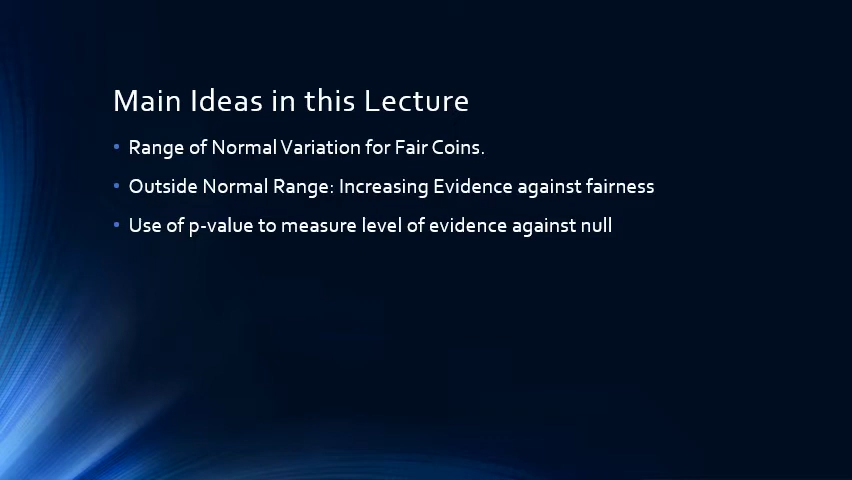 Main Ideas in this Lecture
• Range of Normal Variation for Fair Coins.
• Outside Normal Range: Increasing Evidence against fairness
• Use of p-value to measure level of evidence against null